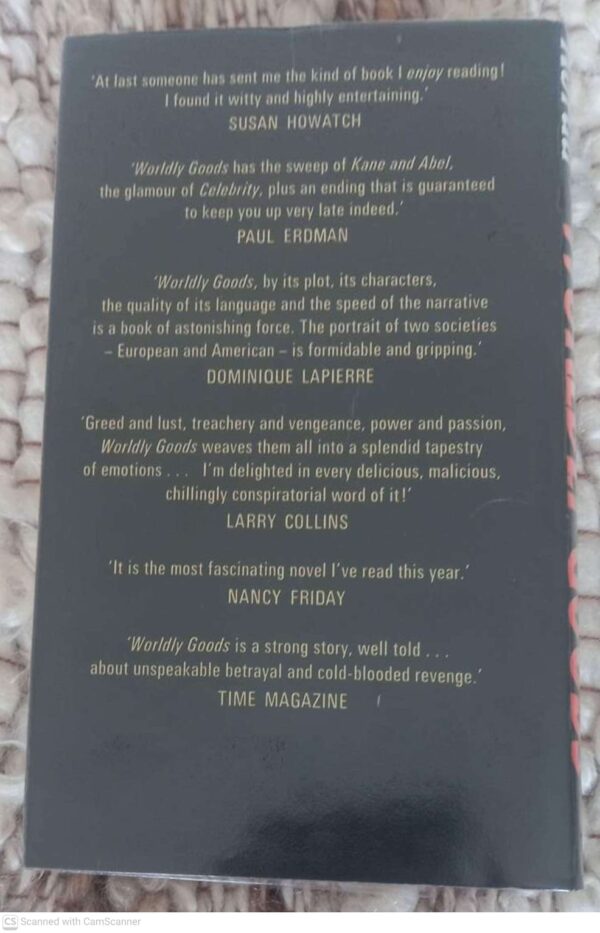 'At last someone has sent me the kind of book I enjoy reading!
I found it witty and highly entertaining.'
SUSAN HOWATCH
'Worldly Goods has the sweep of Kane and Abel,
the glamour of Celebrity, plus an ending that is guaranteed
to keep you up very late indeed.'
PAUL ERDMAN
'Worldly Goods, by its plot, its characters,
the quality of its language and the speed of the narrative
is a book of astonishing force. The portrait of two societies
– European and American – is formidable and gripping.'
DOMINIQUE LAPIERRE
'Greed and lust, treachery and vengeance, power and passion,
Worldly Goods weaves them all into a splendid tapestry
of emotions . . . I'm delighted in every delicious, malicious,
chillingly conspiratorial word of it!'
LARRY COLLINS
'It is the most fascinating novel I've read this year.'
NANCY FRIDAY
'Worldly Goods is a strong story, well told . . .
about unspeakable betrayal and cold-blooded revenge.'
TIME MAGAZINE
CS Scanned with CamScanner